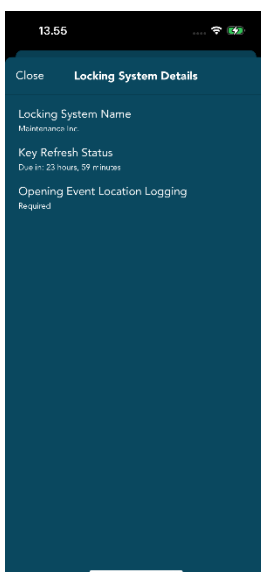 13.55
Close Locking System Details
Locking System Name
Maintenance Inc.
Key Refresh Status
Due in: 23 hours, 59 minutes
Opening Event Location Logging
Required